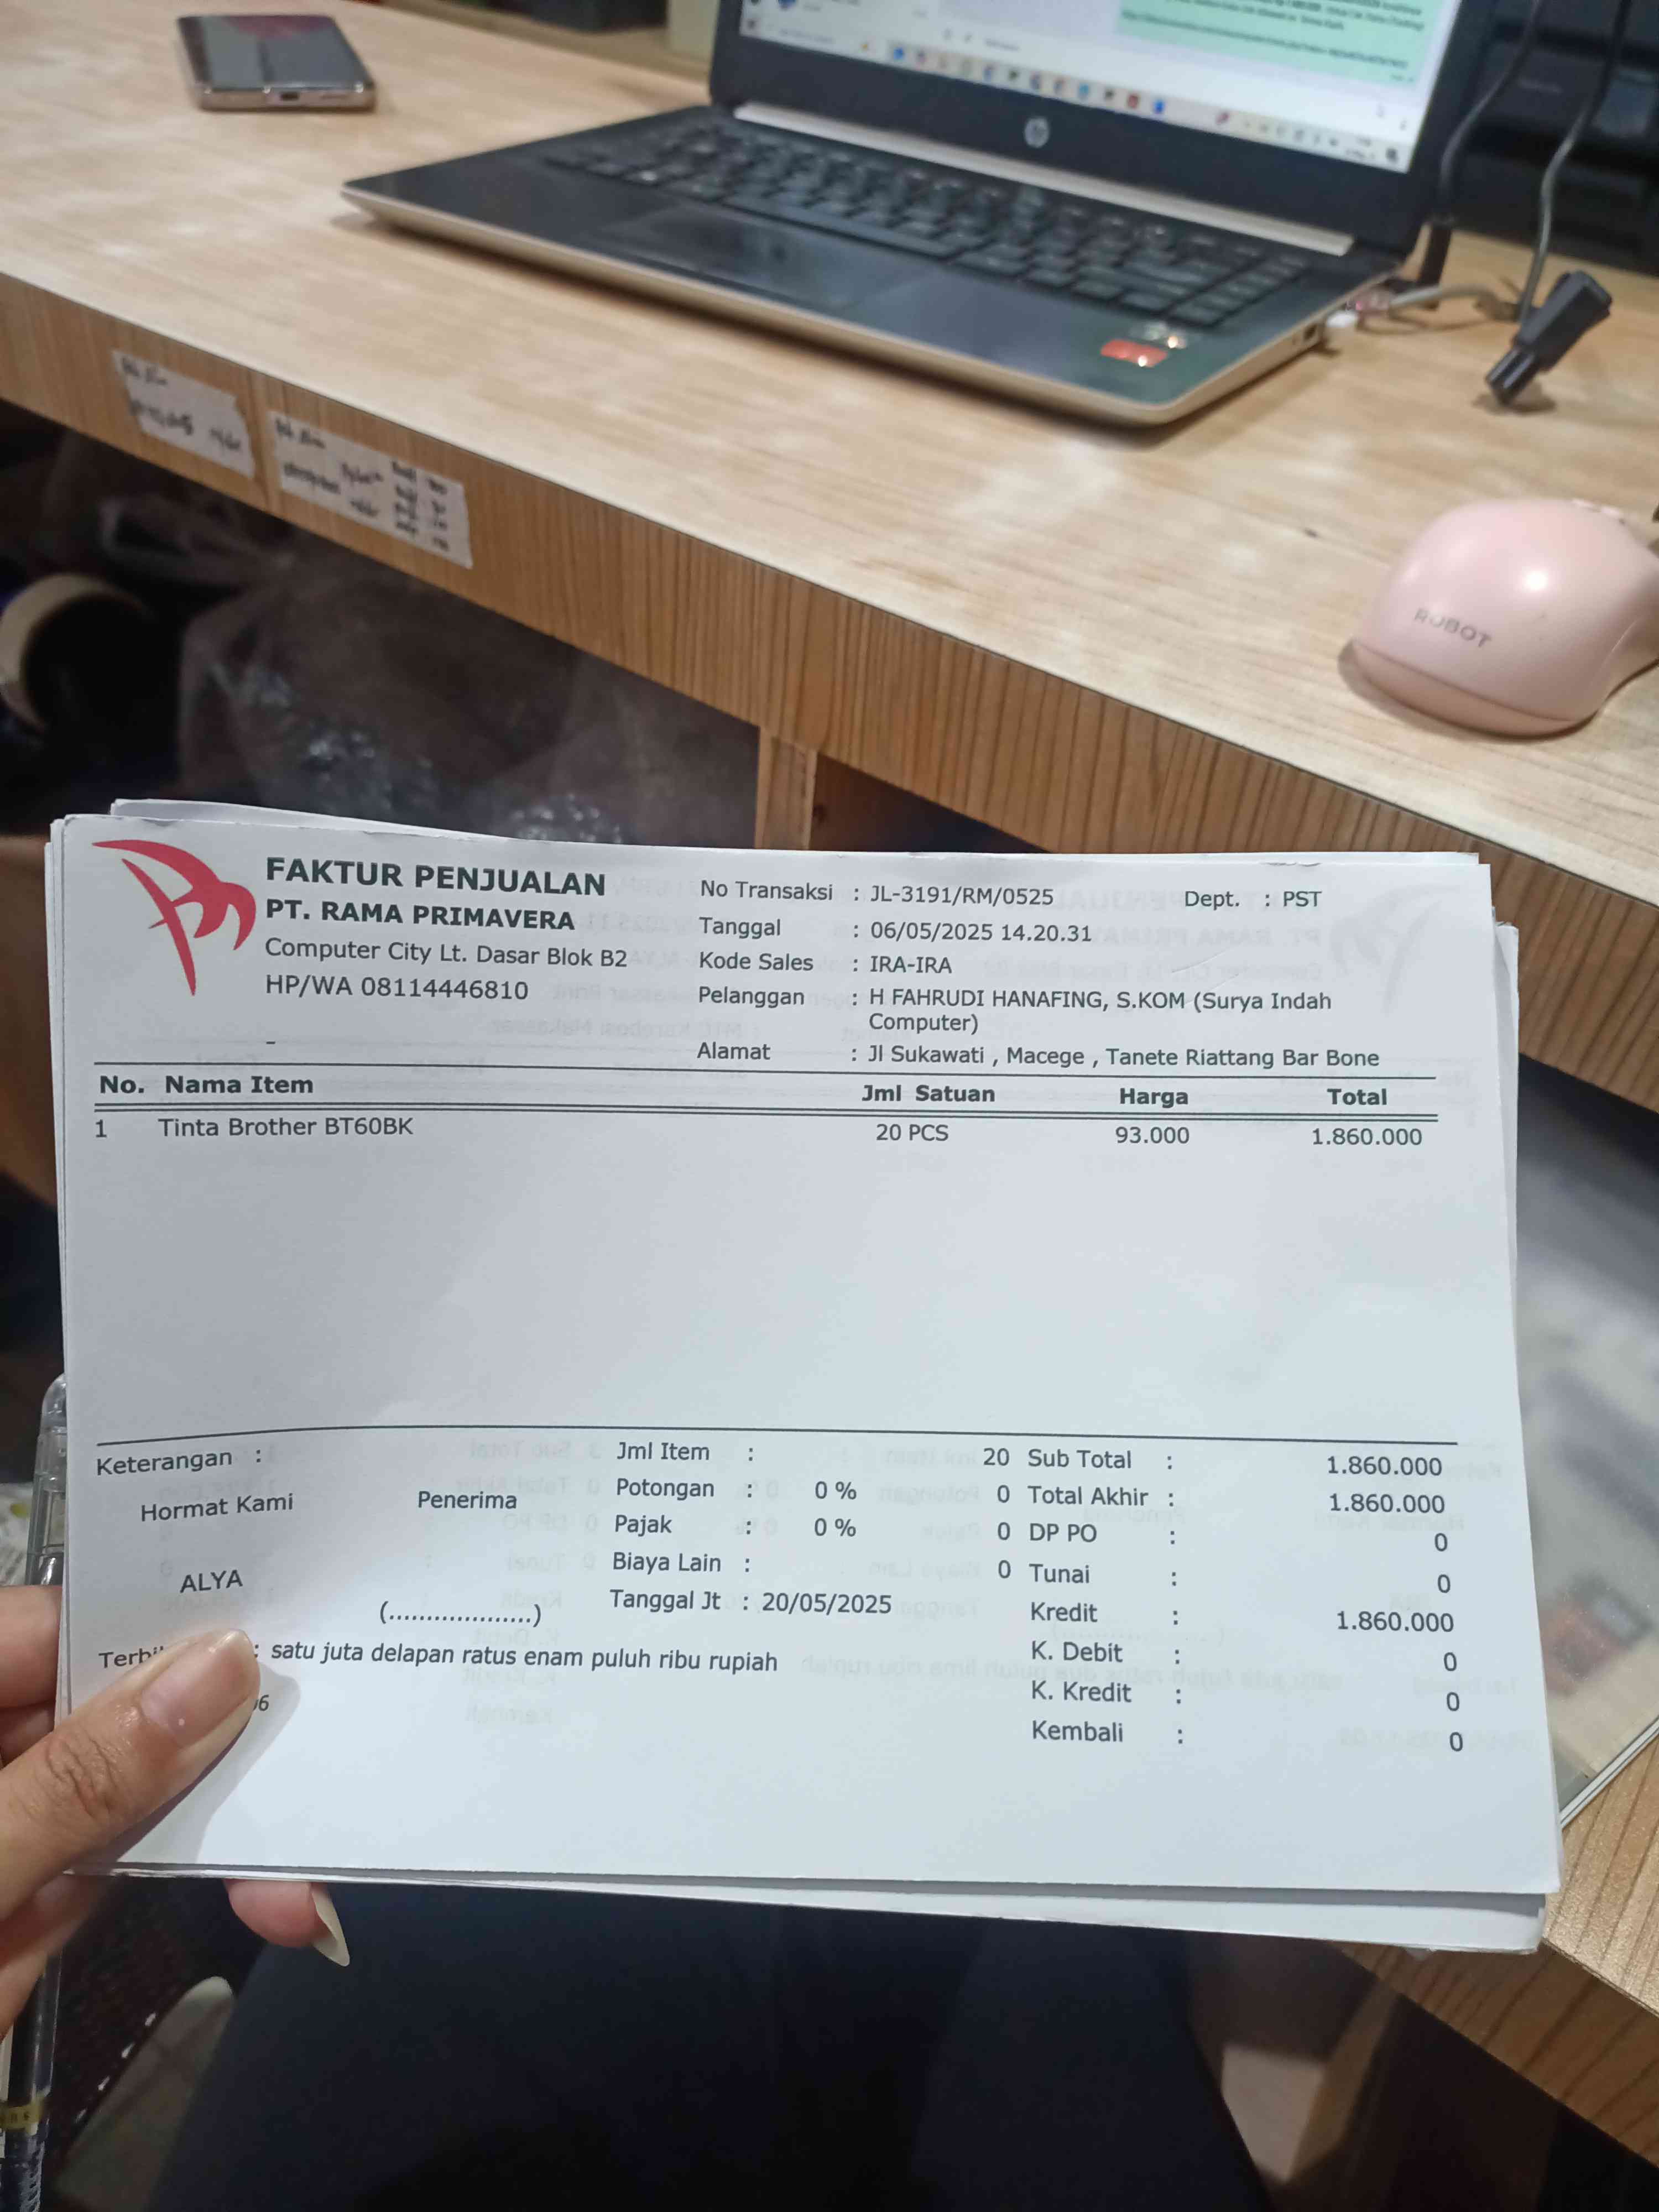 ROBOT
FAKTUR PENJUALAN
PT. RAMA PRIMAVERA
Computer City Lt. Dasar Blok B2
HP/WA 08114446810
-
No Transaksi : JL-3191/RM/0525 Dept. : PST
Tanggal : 06/05/2025 14.20.31
Kode Sales : IRA-IRA
Pelanggan : H FAHRUDI HANAFING, S.KOM (Surya Indah
Computer)
Alamat : Jl Sukawati , Macege , Tanete Riattang Bar Bone
No. Nama Item Jml Satuan Harga Total
1 Tinta Brother BT60BK 20 PCS 93.000 1.860.000
Keterangan :
Hormat Kami Penerima
ALYA
(...................)
Jml Item : 20
Potongan : 0 % 0
Pajak : 0 % 0
Biaya Lain : 0
Tanggal Jt : 20/05/2025
Sub Total : 1.860.000
Total Akhir : 1.860.000
DP PO : 0
Tunai : 0
Kredit : 1.860.000
K. Debit : 0
K. Kredit : 0
Kembali : 0
: satu juta delapan ratus enam puluh ribu rupiah